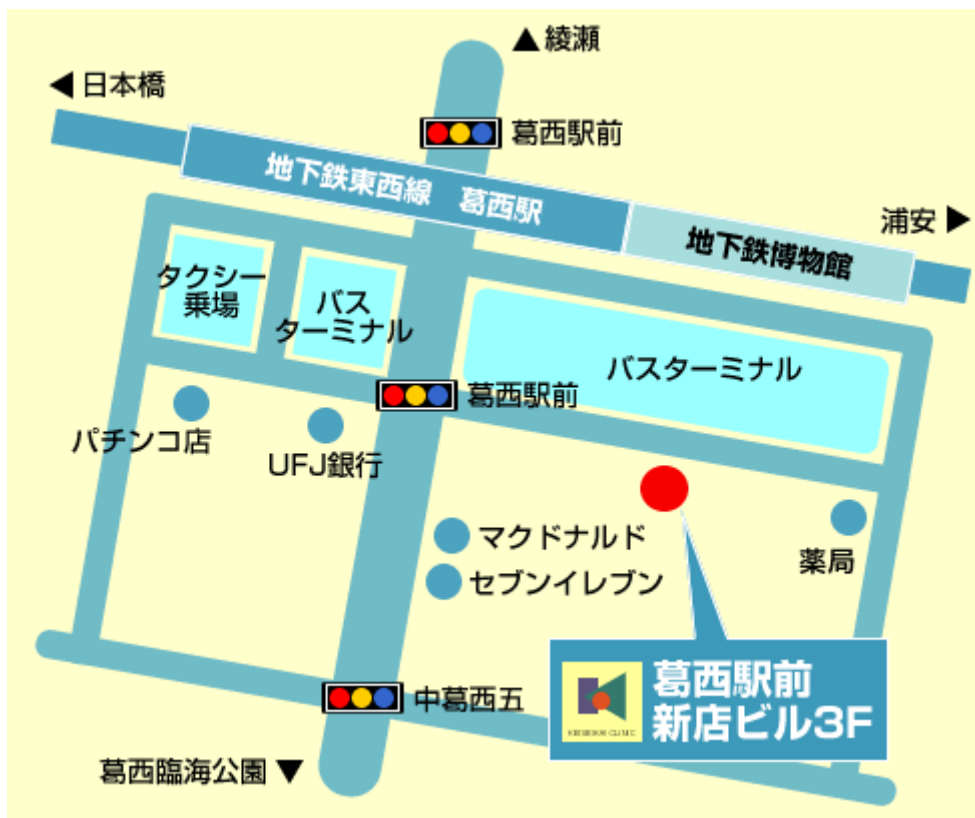 ▲ 綾瀬
◀ 日本橋
葛西駅前
地下鉄東西線 葛西駅
浦安 ▶
地下鉄博物館
タクシー
乗場
バス
ターミナル
バスターミナル
葛西駅前
パチンコ店
UFJ銀行
マクドナルド
セブンイレブン
薬局
葛西駅前
新店ビル3F
中葛西五
葛西臨海公園 ▼